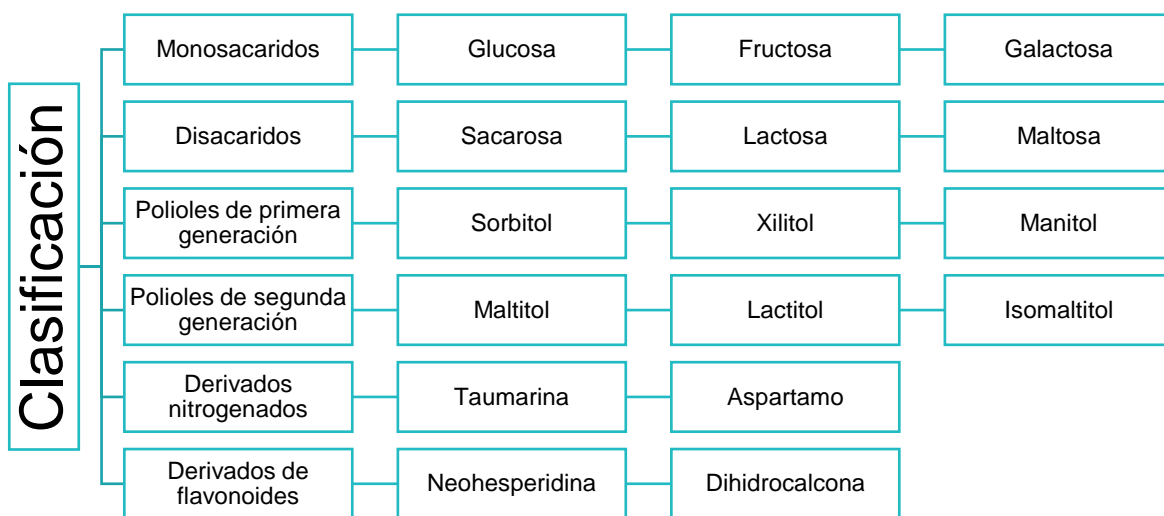 Clasificación
Monosacaridos
Glucosa
Fructosa
Galactosa
Disacaridos
Sacarosa
Lactosa
Maltosa
Polioles de primera
generación
Sorbitol
Xilitol
Manitol
Polioles de segunda
generación
Maltitol
Lactitol
Isomaltitol
Derivados
nitrogenados
Taumarina
Aspartamo
Derivados de
flavonoides
Neohesperidina
Dihidrocalcona